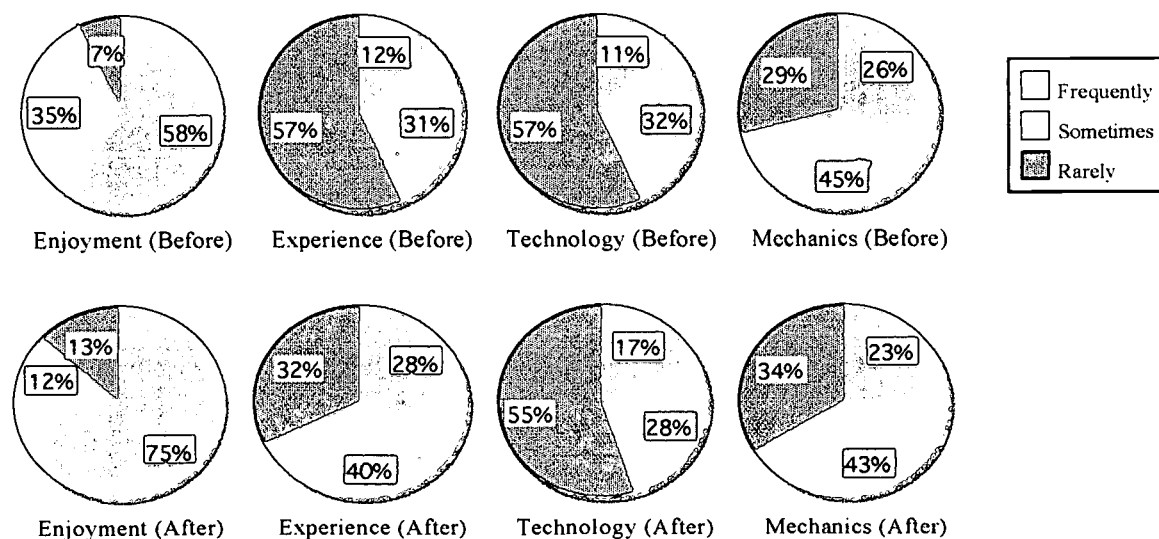 7% 12% 11% 29% 26%
35% 58% 57% 31% 57% 32% 45%
Enjoyment (Before) Experience (Before) Technology (Before) Mechanics (Before)
Frequently
Sometimes
Rarely
13% 32% 28% 17% 34% 23%
12% 75% 40% 55% 28% 43%
Enjoyment (After) Experience (After) Technology (After) Mechanics (After)